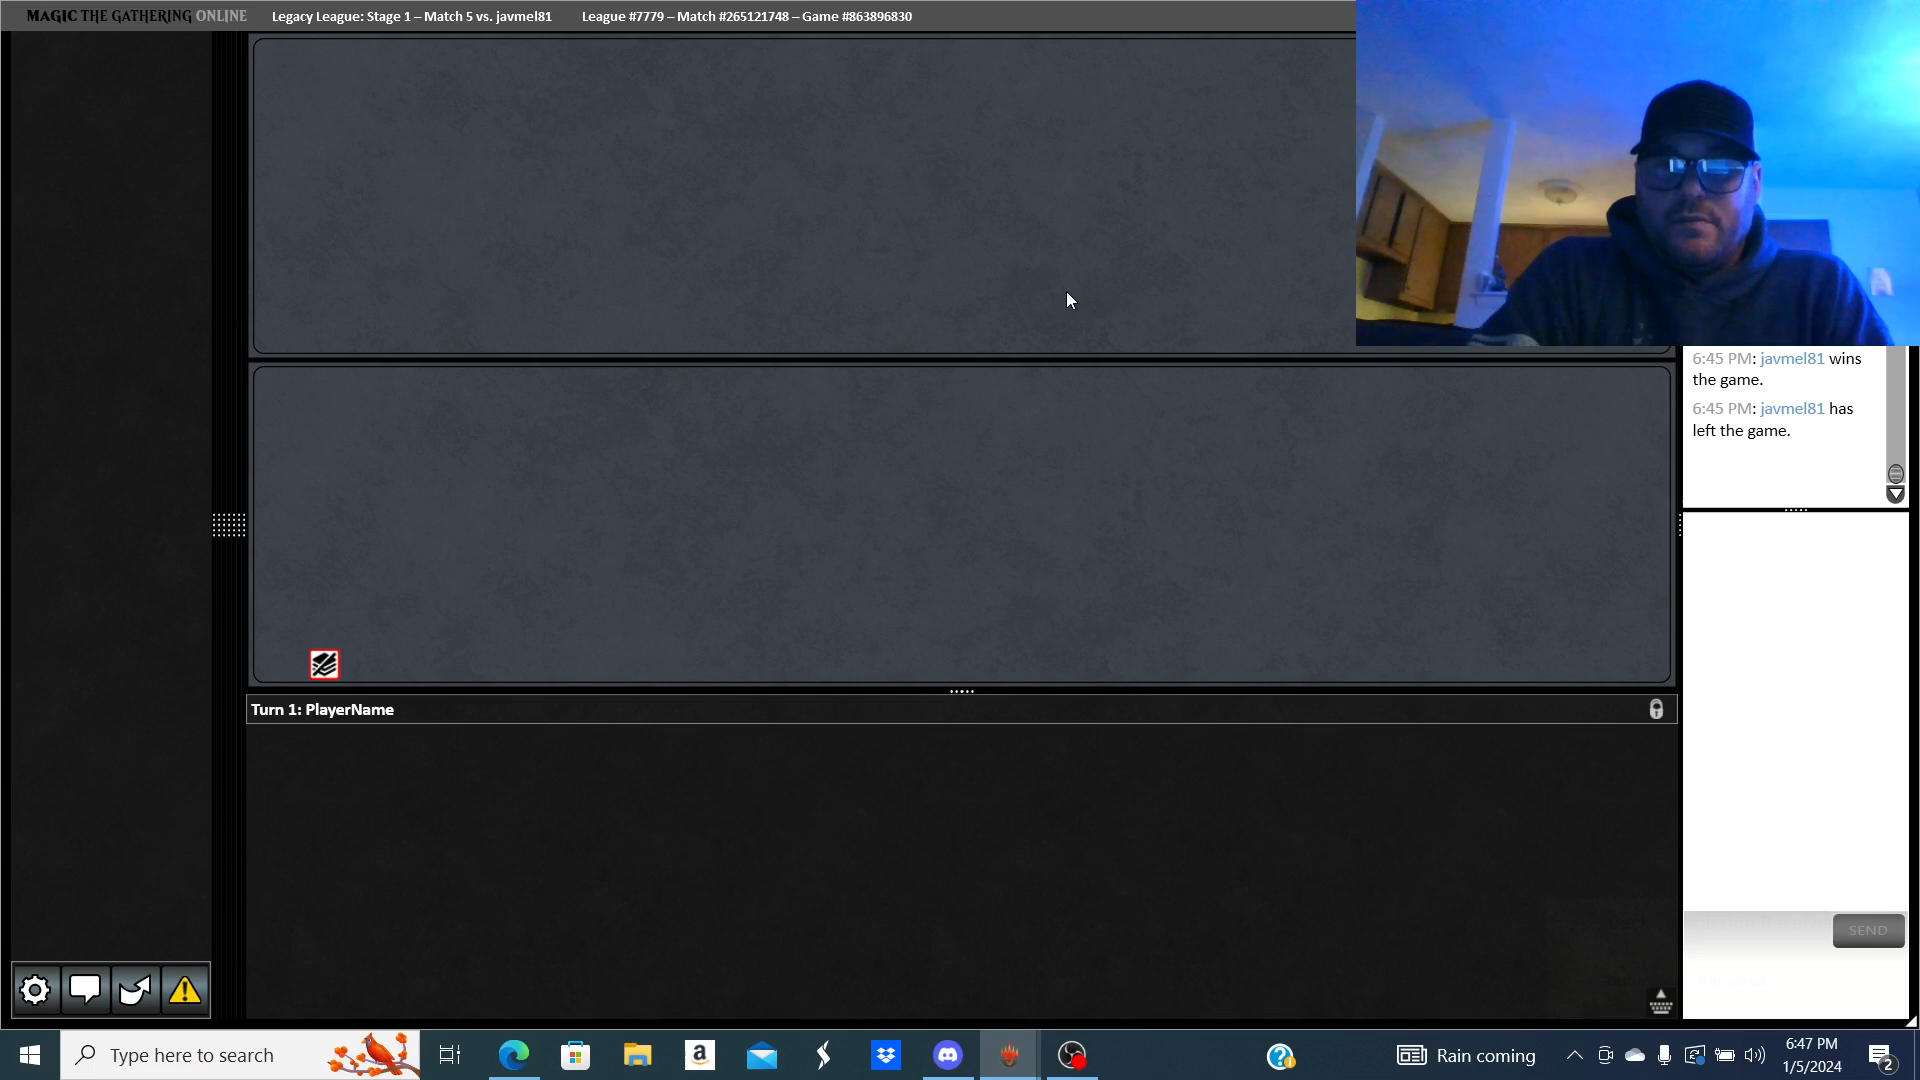 MAGIC THE GATHERING ONLINE
Legacy League: Stage 1 – Match 5 vs. javmel81
League #7779 – Match #265121748 – Game #863896830
6:45 PM: javmel81 wins
the game.
6:45 PM: javmel81 has
left the game.
Turn 1: PlayerName
SEND
Type here to search
a
Rain coming
6:47 PM
1/5/2024
2